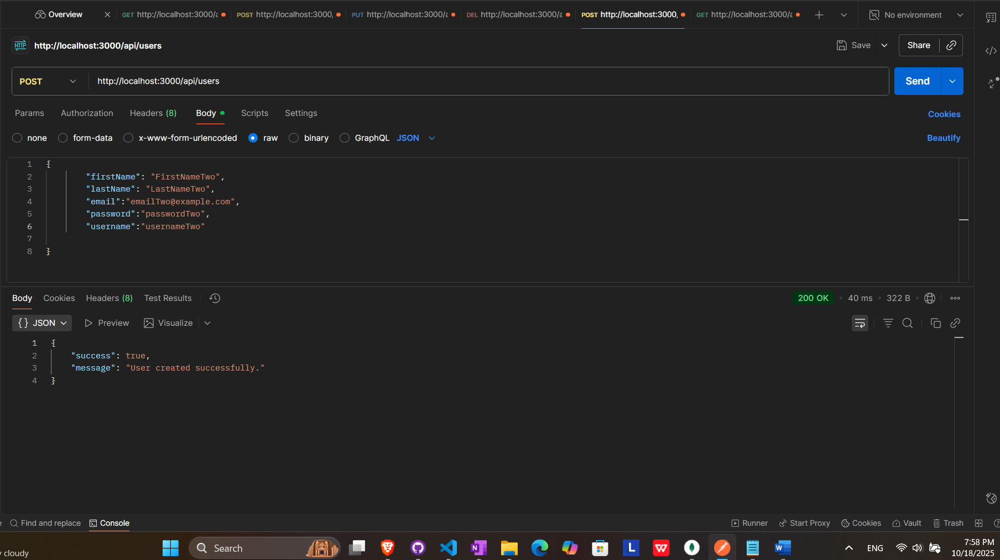 Overview
GET http://localhost:3000/a
POST http://localhost:3000,
PUT http://localhost:3000/a
DEL http://localhost:3000/a
POST http://localhost:3000,
GET http://localhost:3000/a
No environment
HTTP http://localhost:3000/api/users
Save
Share
POST http://localhost:3000/api/users
Send
Params Authorization Headers (8) Body Scripts Settings
Cookies
none form-data x-www-form-urlencoded raw binary GraphQL JSON
Beautify
1 {
2 "firstName": "FirstNameTwo",
3 "lastName": "LastNameTwo",
4 "email":"emailTwo@example.com",
5 "password":"passwordTwo",
6 "username":"usernameTwo"
7
8 }
Body Cookies Headers (8) Test Results
200 OK • 40 ms • 322 B
{} JSON Preview Visualize
1 {
2 "success": true,
3 "message": "User created successfully."
4 }
Find and replace Console
Runner Start Proxy Cookies Vault Trash
cloudy
Search
ENG
7:58 PM
10/18/2025